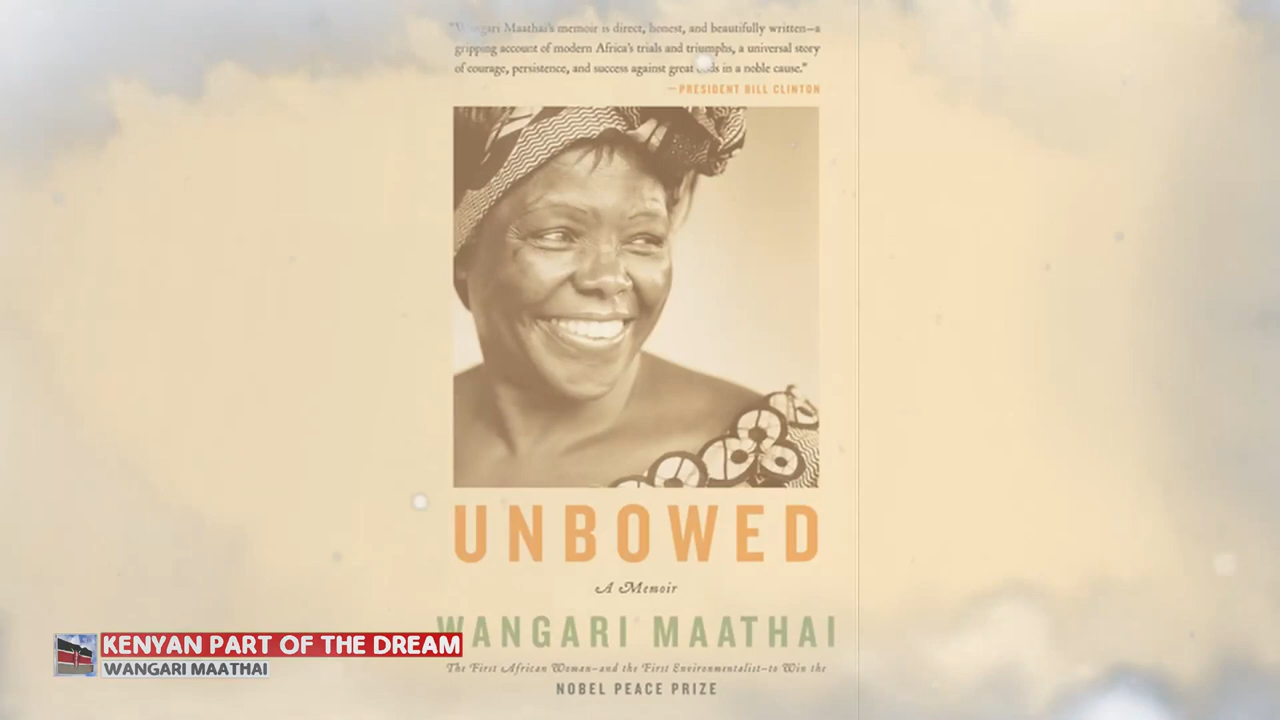 "Wangari Maathai's memoir is direct, honest, and beautifully written—a
gripping account of modern Africa's trials and triumphs, a universal story
of courage, persistence, and success against great odds in a noble cause."
—PRESIDENT BILL CLINTON
UNBOWED
A Memoir
WANGARI MAATHAI
The First African Woman—and the First Environmentalist—to Win the
NOBEL PEACE PRIZE
KENYAN PART OF THE DREAM
WANGARI MAATHAI